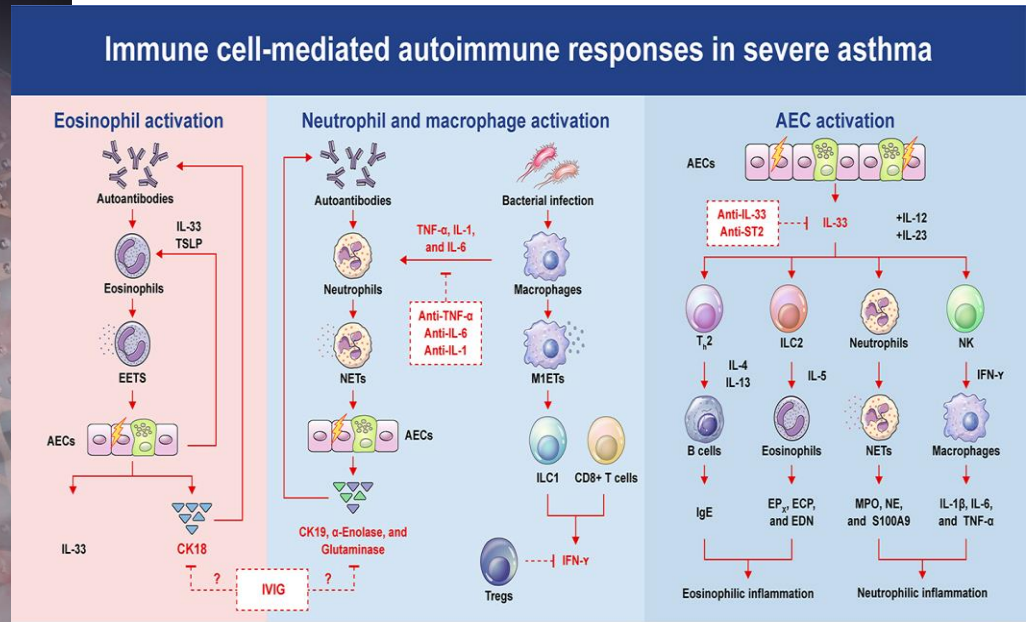 Immune cell-mediated autoimmune responses in severe asthma
Eosinophil activation
Autoantibodies
IL-33
TSLP
Eosinophils
EETS
AECs
IL-33
CK18
?
IVIG
?
Neutrophil and macrophage activation
Autoantibodies
Bacterial infection
TNF-α, IL-1,
and IL-6
Neutrophils
Macrophages
Anti-TNF-α
Anti-IL-6
Anti-IL-1
NETs
M1ETs
AECs
ILC1
CD8+ T cells
CK19, α-Enolase, and
Glutaminase
IFN-γ
Tregs
AEC activation
AECs
Anti-IL-33
Anti-ST2
IL-33
+IL-12
+IL-23
Th2
ILC2
Neutrophils
NK
IL-4
IL-13
IL-5
IFN-γ
B cells
Eosinophils
NETs
Macrophages
IgE
EPX, ECP,
and EDN
MPO, NE,
and S100A9
IL-1β, IL-6,
and TNF-α
Eosinophilic inflammation
Neutrophilic inflammation